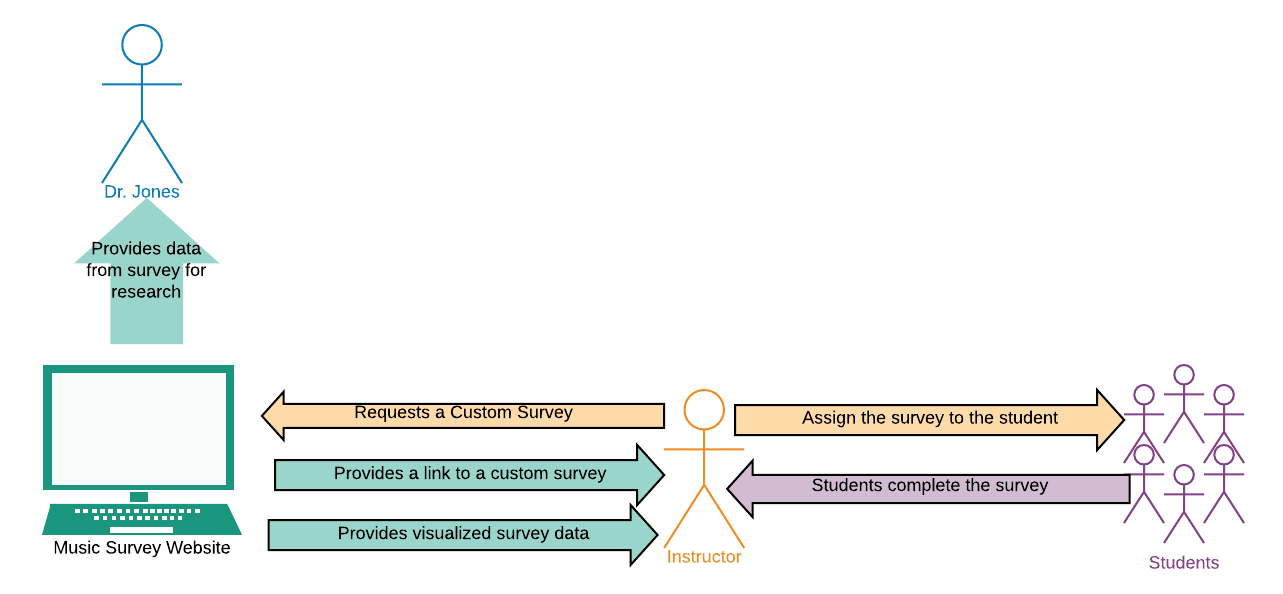 Dr. Jones
Provides data
from survey for
research
Requests a Custom Survey
Assign the survey to the student
Provides a link to a custom survey
Students complete the survey
Provides visualized survey data
Music Survey Website
Instructor
Students